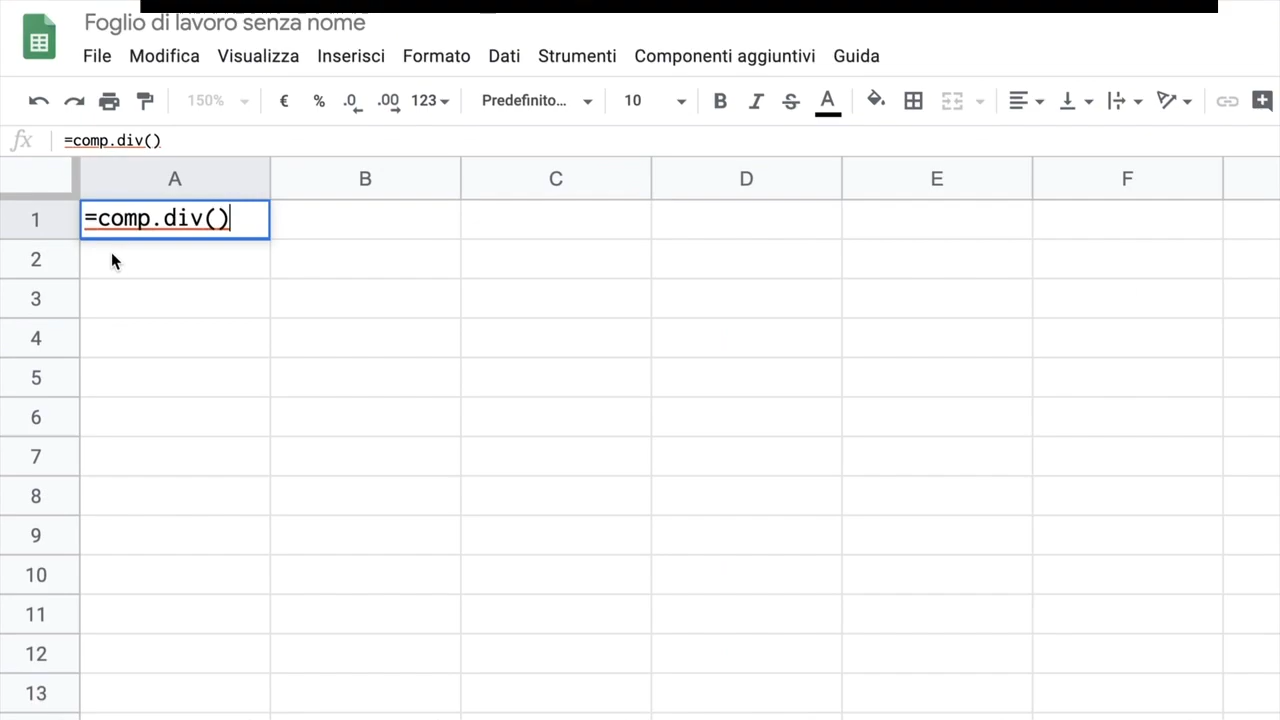 Foglio di lavoro senza nome
File Modifica Visualizza Inserisci Formato Dati Strumenti Componenti aggiuntivi Guida
150% € % .0 .00 123 Predefinito... 10 B I S A
fx =comp.div()
A B C D E F
1 =comp.div()
2
3
4
5
6
7
8
9
10
11
12
13